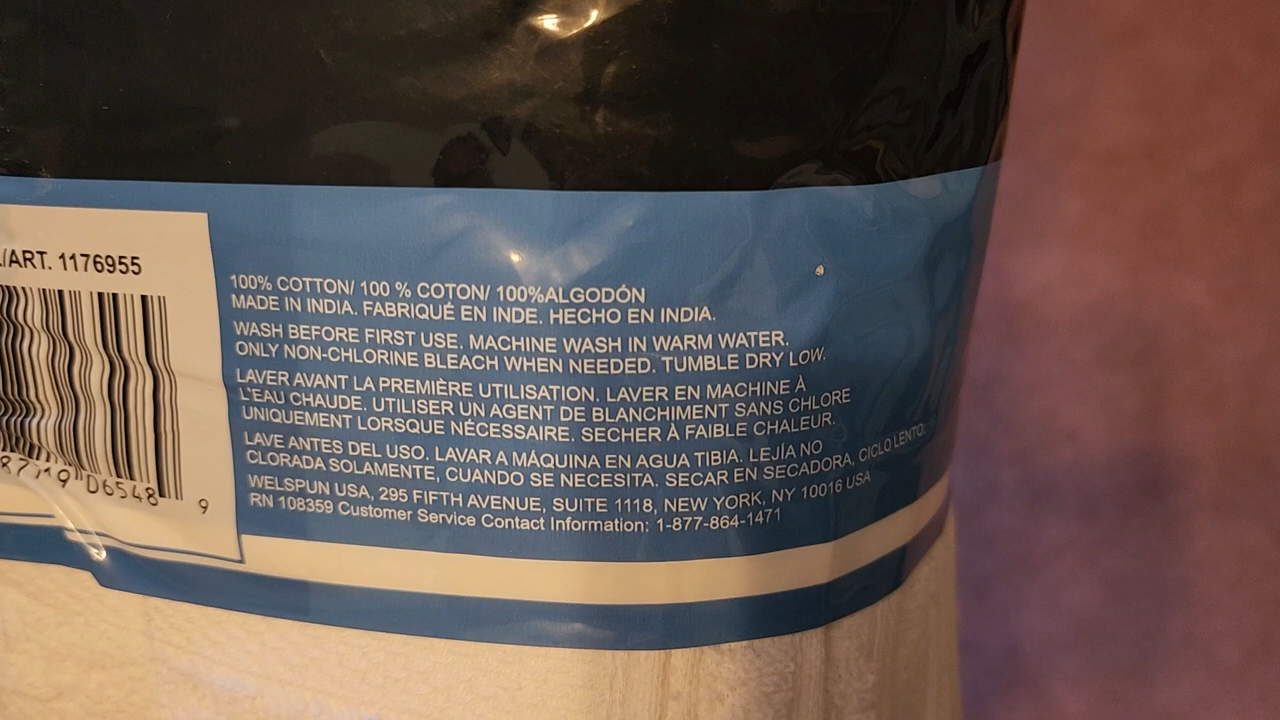 /ART. 1176955
100% COTTON/ 100 % COTON/ 100%ALGODÓN
MADE IN INDIA. FABRIQUÉ EN INDE. HECHO EN INDIA.
WASH BEFORE FIRST USE. MACHINE WASH IN WARM WATER.
ONLY NON-CHLORINE BLEACH WHEN NEEDED. TUMBLE DRY LOW.
LAVER AVANT LA PREMIÈRE UTILISATION. LAVER EN MACHINE À
L'EAU CHAUDE. UTILISER UN AGENT DE BLANCHIMENT SANS CHLORE
UNIQUEMENT LORSQUE NÉCESSAIRE. SECHER À FAIBLE CHALEUR.
LAVE ANTES DEL USO. LAVAR A MÁQUINA EN AGUA TIBIA. LEJÍA NO
CLORADA SOLAMENTE, CUANDO SE NECESITA. SECAR EN SECADORA, CICLO LENTO.
WELSPUN USA, 295 FIFTH AVENUE, SUITE 1118, NEW YORK, NY 10016 USA
RN 108359 Customer Service Contact Information: 1-877-864-1471
8719 06548 9